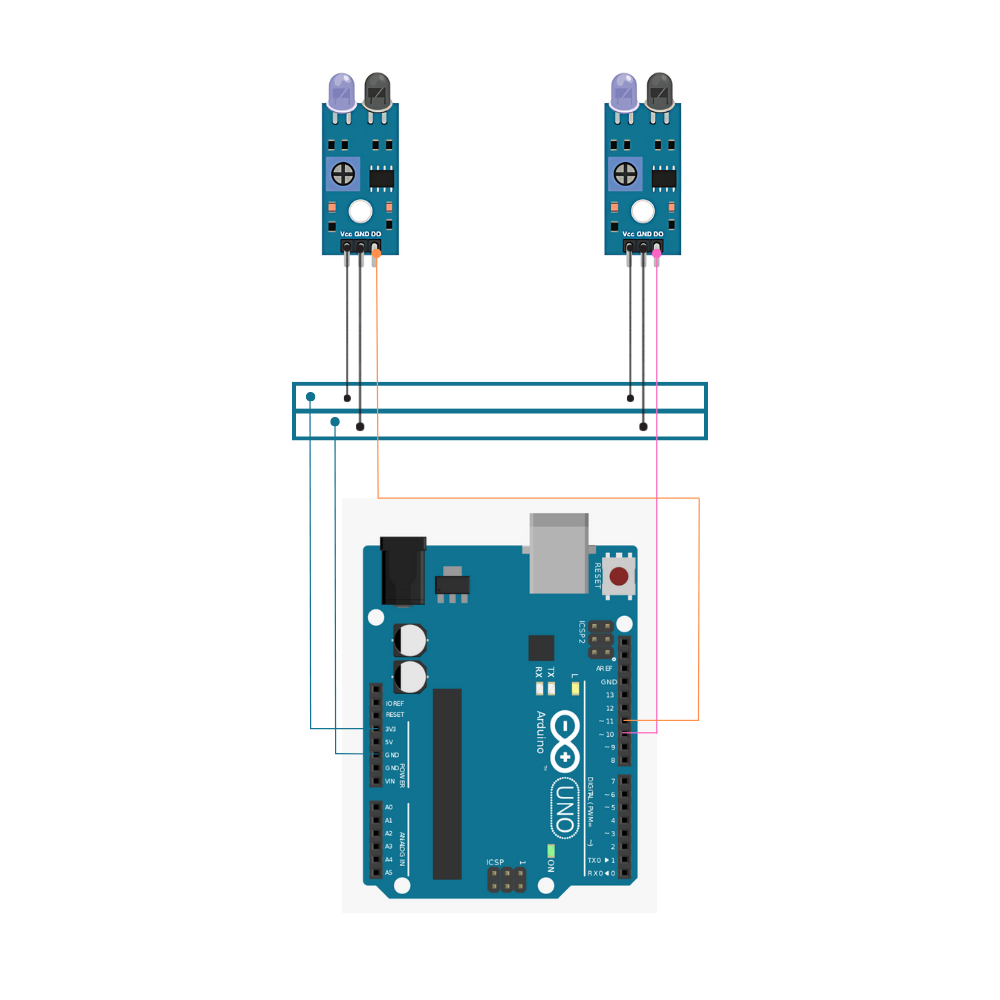 Vcc GND DO
Vcc GND DO
RESET
ICSP2
AREF
GND
13
12
~11
~10
~9
8
IOREF
RESET
3V3
5V
GND
GND
VIN
POWER
RX
TX
L
Arduino
UNO
DIGITAL (PWM= ~)
7
~6
~5
4
~3
2
TX0 ▶ 1
RX0 ◀ 0
A0
A1
A2
A3
A4
A5
ANALOG IN
ICSP
1
ON